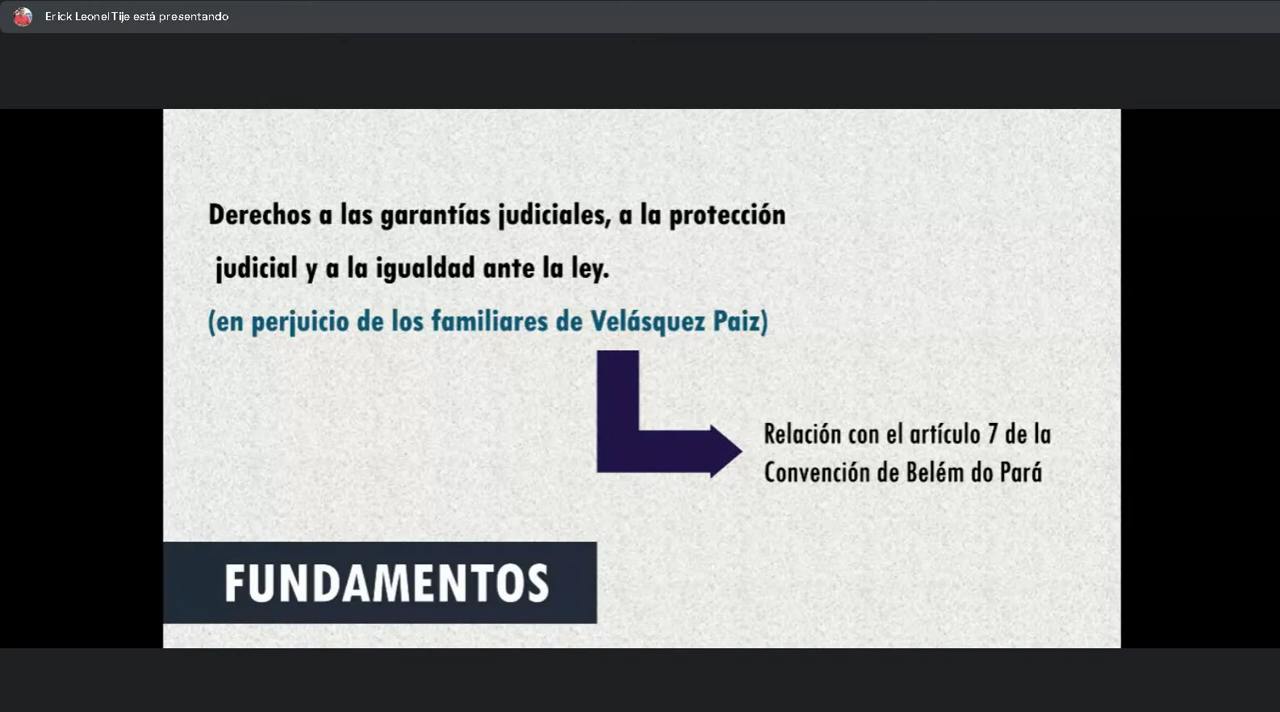 Erick Leonel Tije está presentando
Derechos a las garantías judiciales, a la protección
judicial y a la igualdad ante la ley.
(en perjuicio de los familiares de Velásquez Paiz)
Relación con el artículo 7 de la
Convención de Belém do Pará
FUNDAMENTOS